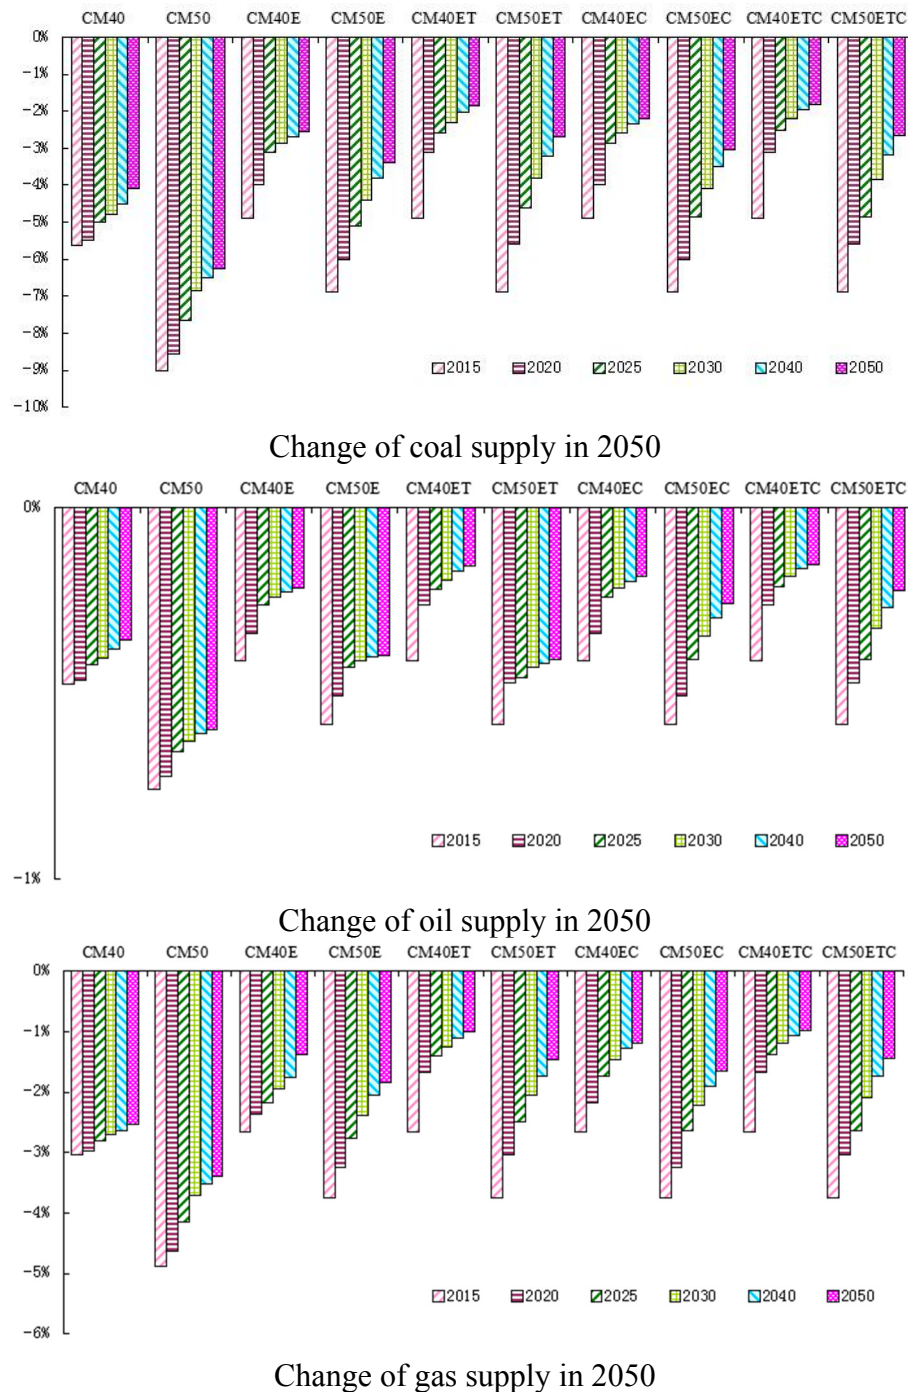 CM40 CM50 CM40E CM50E CM40ET CM50ET CM40EC CM50EC CM40ETC CM50ETC
0%
-1%
-2%
-3%
-4%
-5%
-6%
-7%
-8%
-9%
-10%
2015 2020 2025 2030 2040 2050
Change of coal supply in 2050
CM40 CM50 CM40E CM50E CM40ET CM50ET CM40EC CM50EC CM40ETC CM50ETC
0%
2015 2020 2025 2030 2040 2050
-1%
Change of oil supply in 2050
CM40 CM50 CM40E CM50E CM40ET CM50ET CM40EC CM50EC CM40ETC CM50ETC
0%
-1%
-2%
-3%
-4%
-5%
2015 2020 2025 2030 2040 2050
-6%
Change of gas supply in 2050